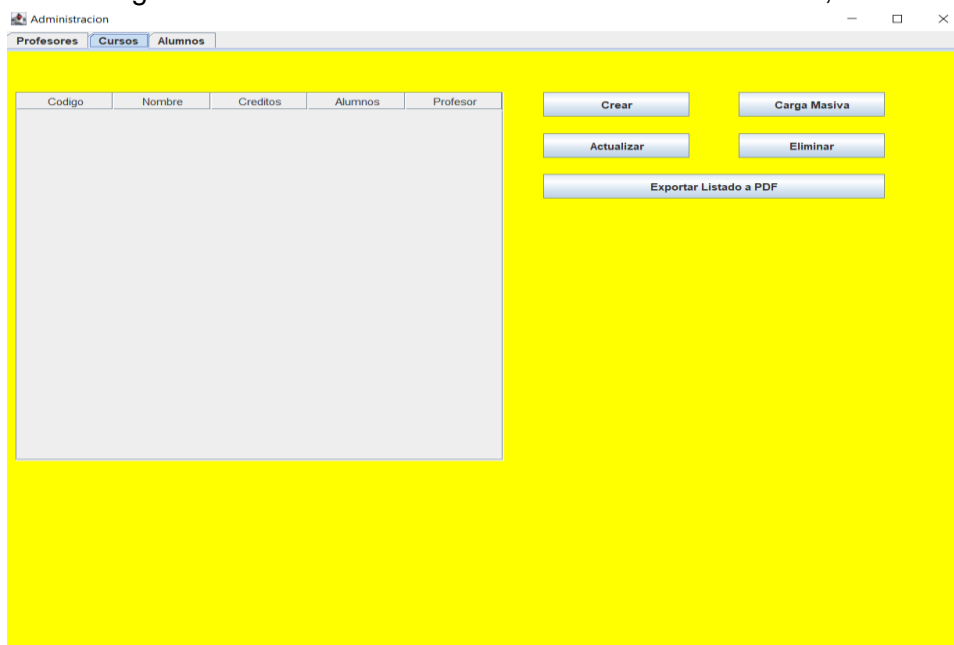 Administracion
Profesores Cursos Alumnos
Codigo Nombre Creditos Alumnos Profesor
Crear Carga Masiva
Actualizar Eliminar
Exportar Listado a PDF